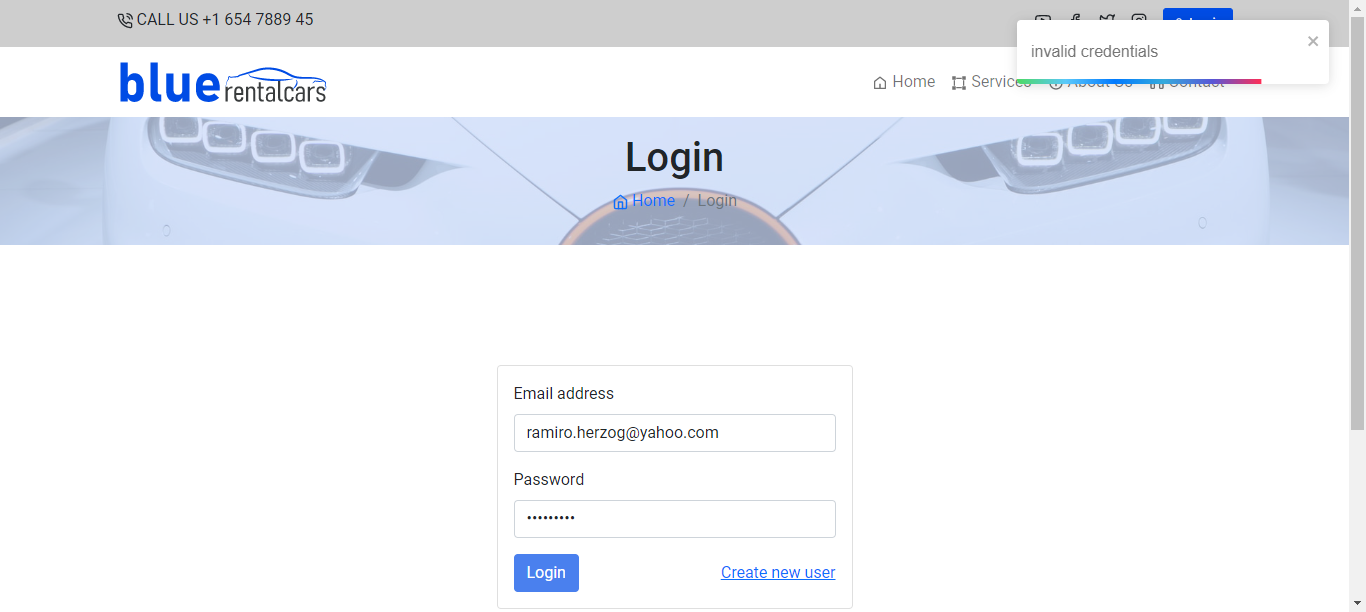 CALL US +1 654 7889 45
invalid credentials
blue rentalcars
Home Services About Us Contact
Login
Home / Login
Email address
ramiro.herzog@yahoo.com
Password
•••••••••
Login Create new user